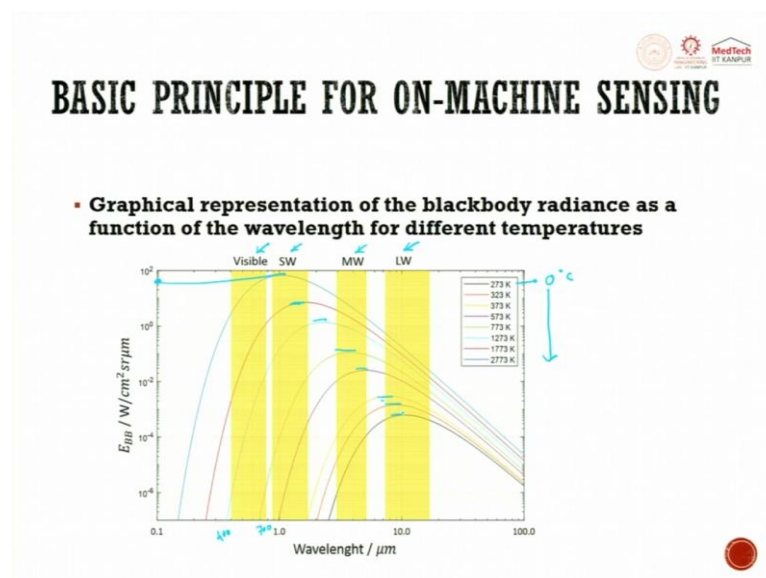 MedTech
IIT KANPUR
BASIC PRINCIPLE FOR ON-MACHINE SENSING
▪ Graphical representation of the blackbody radiance as a
function of the wavelength for different temperatures
Visible SW MW LW
10²
10⁰
10⁻²
10⁻⁴
10⁻⁶
E_BB / W/cm² sr µm
273 K
323 K
373 K
573 K
773 K
1273 K
1773 K
2773 K
0°C
0.1 1.0 10.0 100.0
400 700
Wavelenght / µm